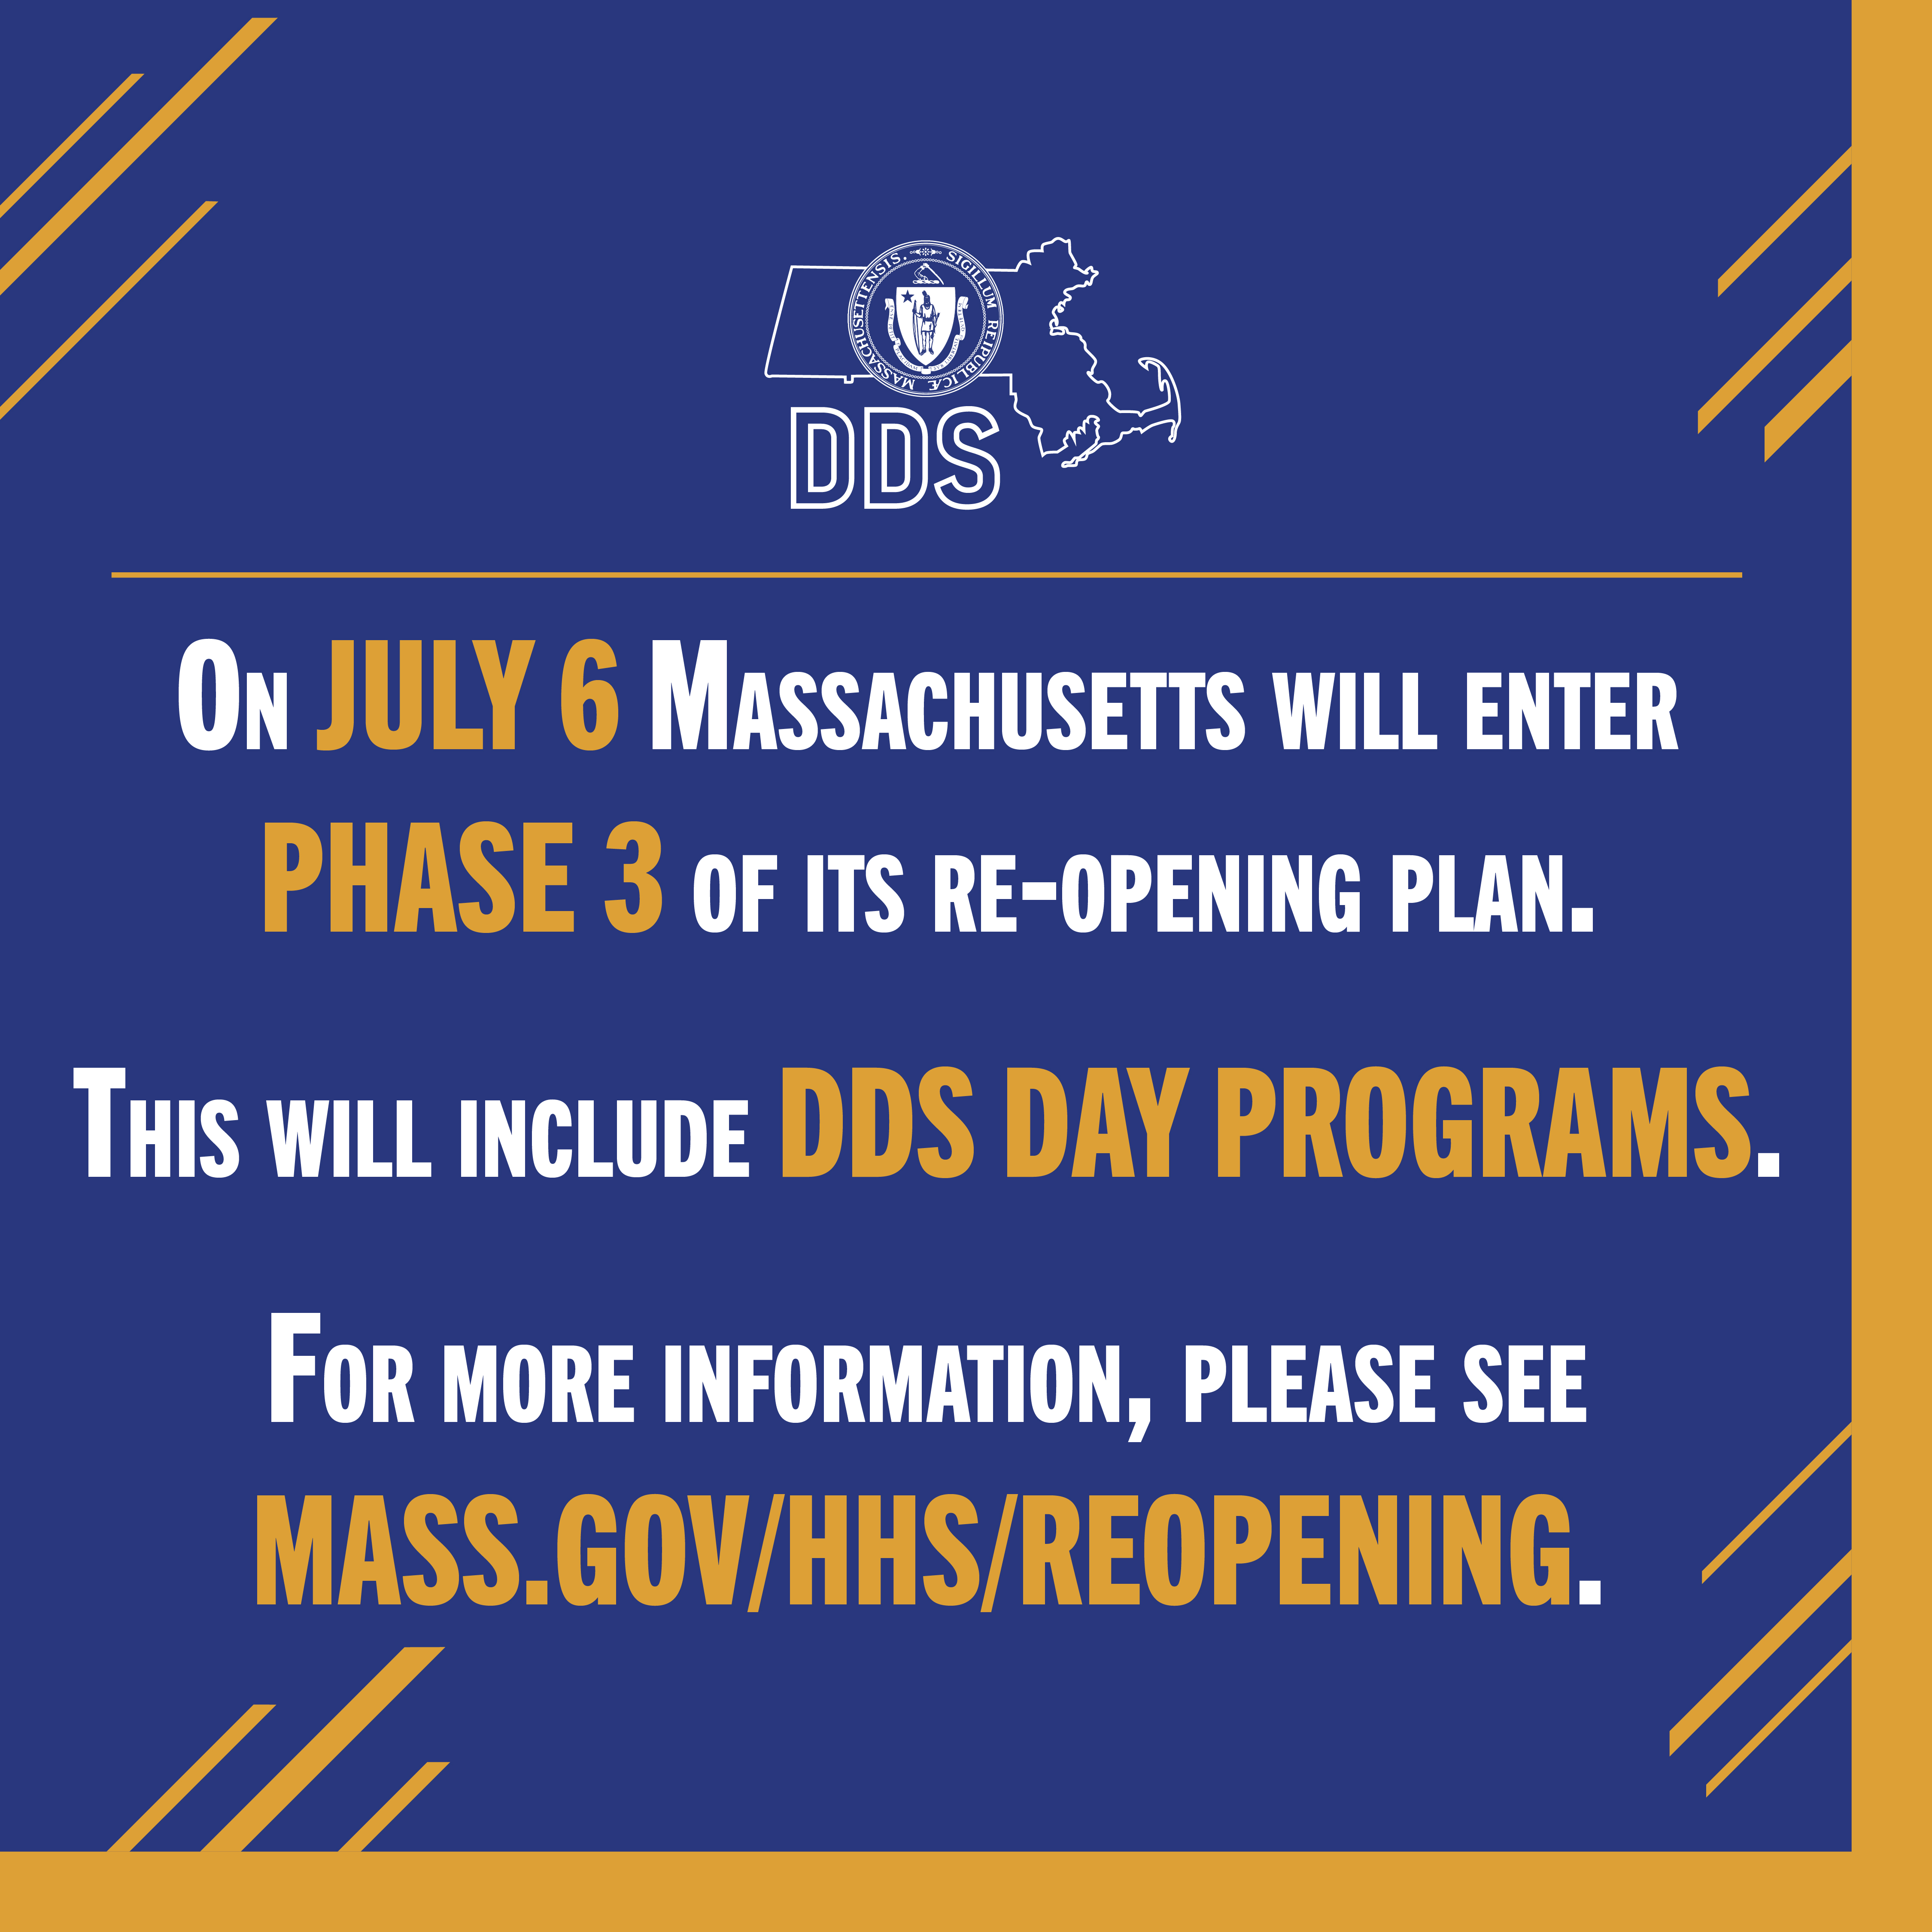 SIGILLUM REIPUBLICÆ MASSACHUSETTENSIS.
DDS
On JULY 6 Massachusetts will enter
PHASE 3 of its re-opening plan.
This will include DDS DAY PROGRAMS.
For more information, please see
MASS.GOV/HHS/REOPENING.